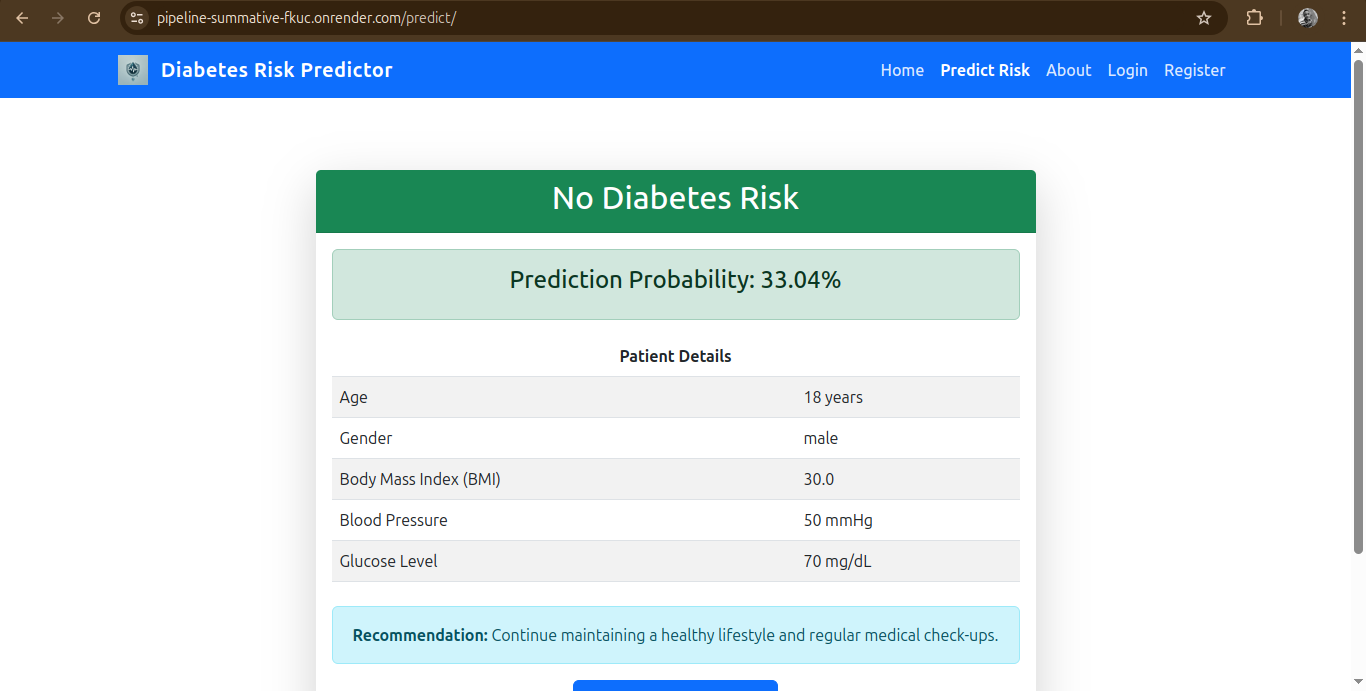 pipeline-summative-fkuc.onrender.com/predict/
Diabetes Risk Predictor Home Predict Risk About Login Register
No Diabetes Risk
Prediction Probability: 33.04%
Patient Details
Age 18 years
Gender male
Body Mass Index (BMI) 30.0
Blood Pressure 50 mmHg
Glucose Level 70 mg/dL
Recommendation: Continue maintaining a healthy lifestyle and regular medical check-ups.